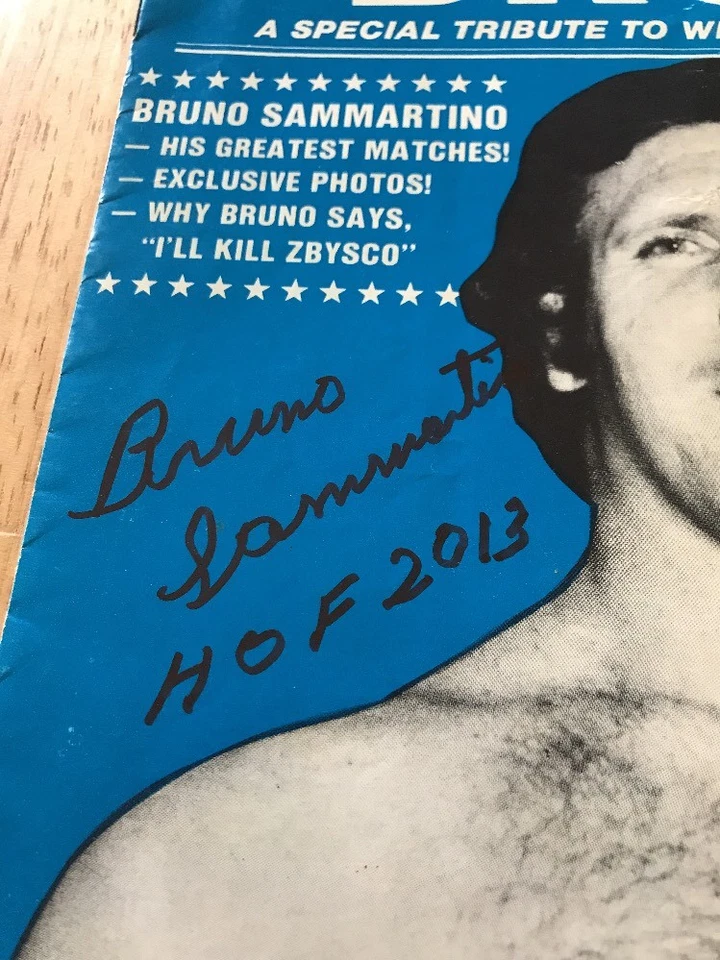 A SPECIAL TRIBUTE TO
★ ★ ★ ★ ★ ★ ★ ★ ★ ★ ★
BRUNO SAMMARTINO
— HIS GREATEST MATCHES!
— EXCLUSIVE PHOTOS!
— WHY BRUNO SAYS,
"I'LL KILL ZBYSCO"
★ ★ ★ ★ ★ ★ ★ ★ ★ ★
Bruno
Sammarti
HOF 2013